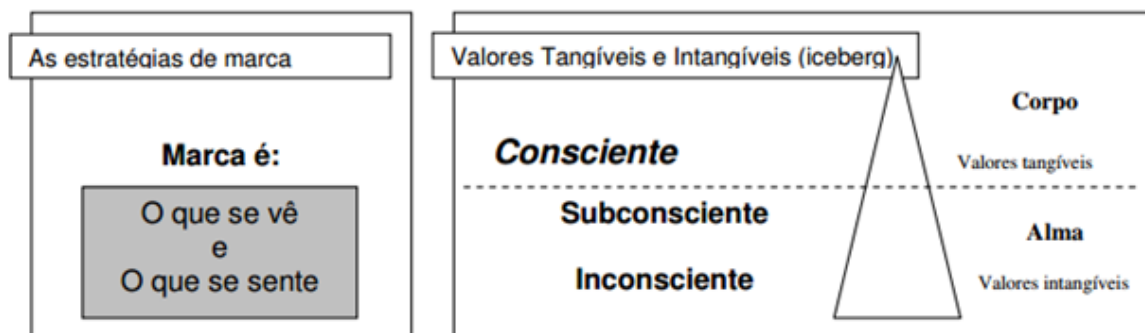 As estratégias de marca
Marca é:
O que se vê
e
O que se sente
Valores Tangíveis e Intangíveis (iceberg)
Corpo
Consciente
Valores tangíveis
Subconsciente
Alma
Inconsciente
Valores intangíveis